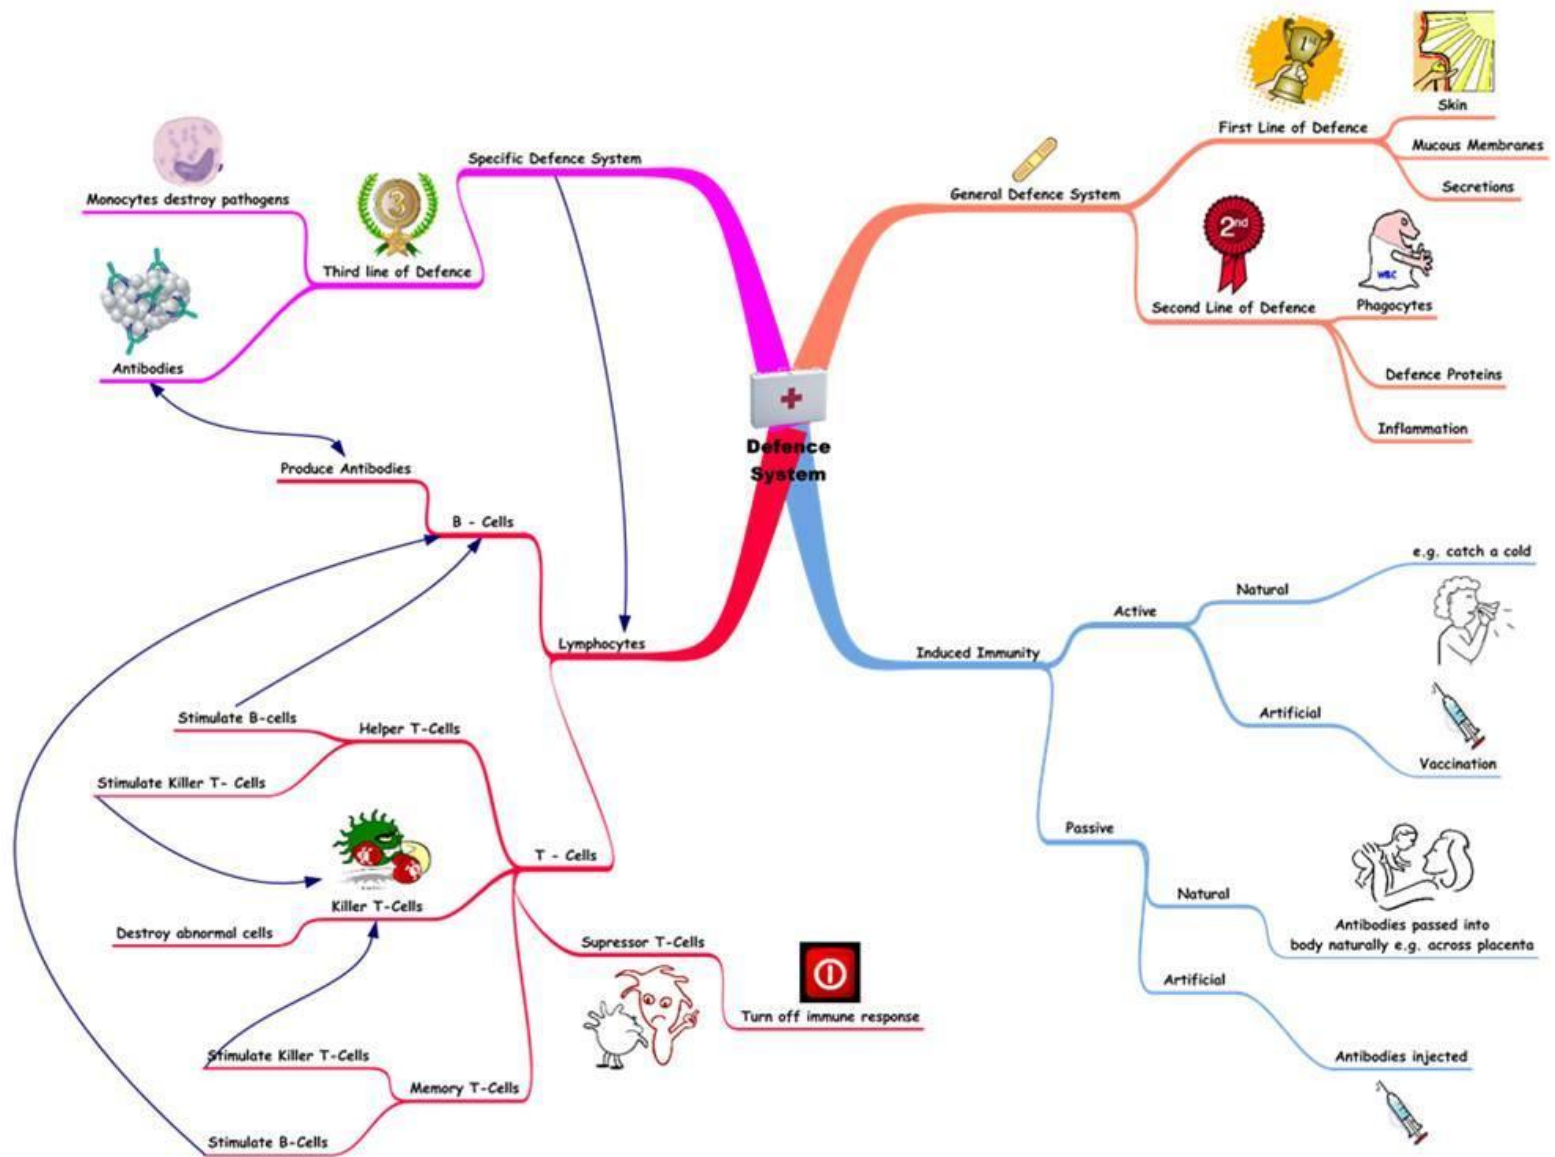 Defence
System
General Defence System
First Line of Defence
1st
Skin
Mucous Membranes
Secretions
2nd
Second Line of Defence
WBC
Phagocytes
Defence Proteins
Inflammation
Induced Immunity
Active
Natural
e.g. catch a cold
Artificial
Vaccination
Passive
Natural
Antibodies passed into
body naturally e.g. across placenta
Artificial
Antibodies injected
Specific Defence System
3
Third line of Defence
Monocytes destroy pathogens
Antibodies
Lymphocytes
B - Cells
Produce Antibodies
T - Cells
Helper T-Cells
Stimulate B-cells
Stimulate Killer T- Cells
Killer T-Cells
Destroy abnormal cells
Supressor T-Cells
Turn off immune response
Memory T-Cells
Stimulate Killer T-Cells
Stimulate B-Cells